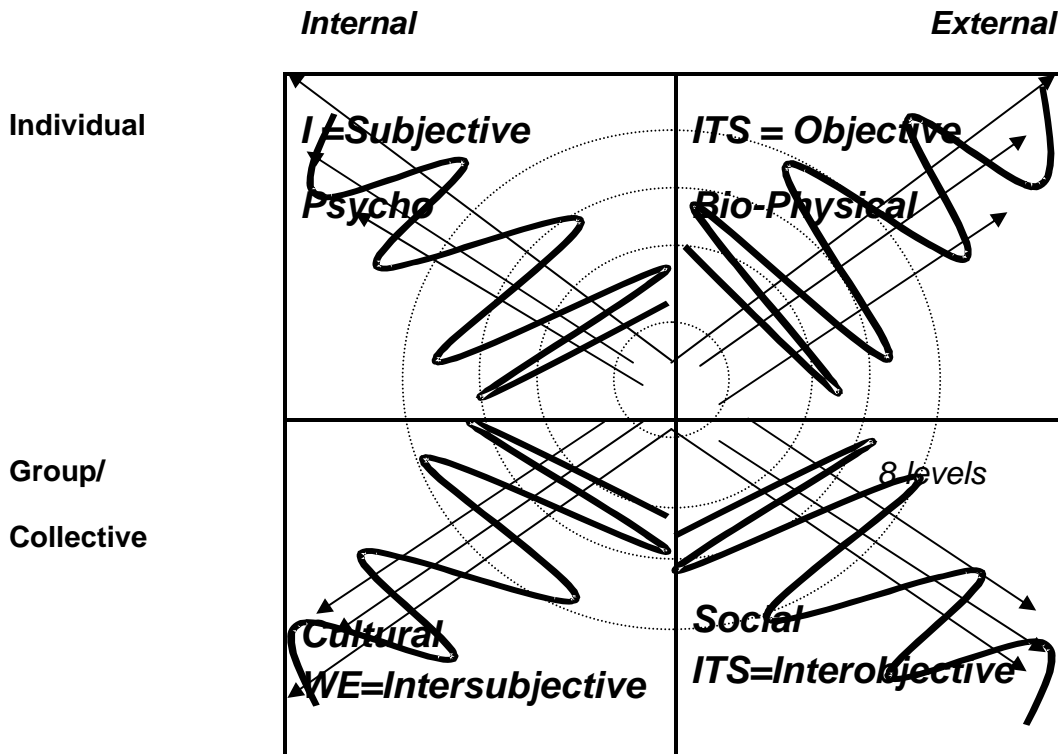 Internal External
Individual
I =Subjective
Psycho
ITS = Objective
Bio-Physical
Group/
Collective
8 levels
Cultural
WE=Intersubjective
Social
ITS=Interobjective